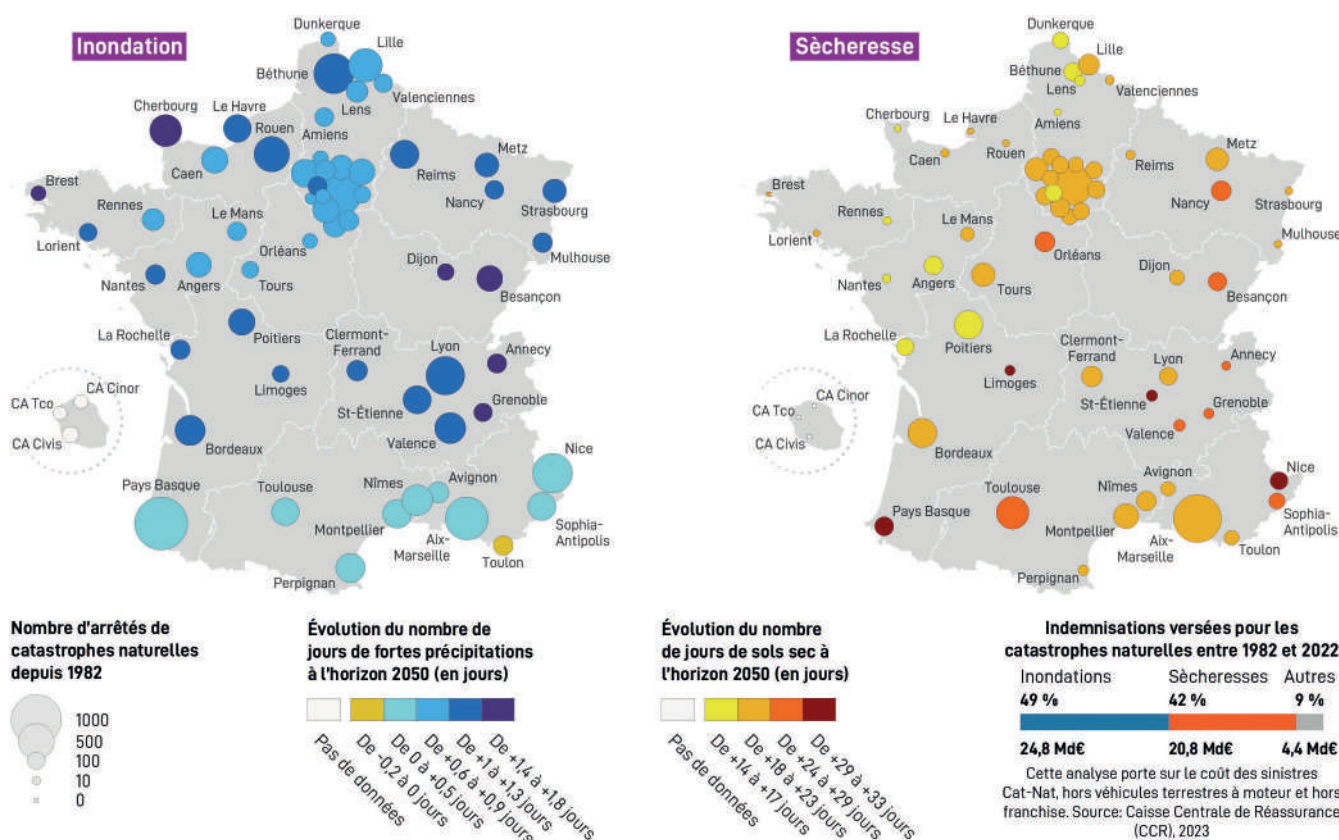 Inondation
Dunkerque
Lille
Béthune
Lens
Valenciennes
Cherbourg
Le Havre
Rouen
Amiens
Caen
Reims
Metz
Nancy
Strasbourg
Brest
Rennes
Le Mans
Lorient
Orléans
Mulhouse
Nantes
Angers
Tours
Dijon
Besançon
La Rochelle
Poitiers
Clermont-
Ferrand
Lyon
Annecy
Limoges
CA Cinor
CA Tco
CA Civis
St-Étienne
Grenoble
Valence
Bordeaux
Nice
Pays Basque
Toulouse
Nîmes
Avignon
Montpellier
Aix-
Marseille
Sophia-
Antipolis
Toulon
Perpignan
Sècheresse
Dunkerque
Lille
Béthune
Lens
Valenciennes
Cherbourg
Le Havre
Amiens
Caen
Rouen
Reims
Metz
Nancy
Strasbourg
Brest
Rennes
Le Mans
Lorient
Orléans
Mulhouse
Nantes
Angers
Tours
Dijon
Besançon
La Rochelle
Poitiers
Clermont-
Ferrand
Lyon
Annecy
Limoges
CA Cinor
CA Tco
CA Civis
St-Étienne
Grenoble
Valence
Bordeaux
Nice
Pays Basque
Toulouse
Nîmes
Avignon
Montpellier
Aix-
Marseille
Sophia-
Antipolis
Toulon
Perpignan
Nombre d'arrêtés de
catastrophes naturelles
depuis 1982
1000
500
100
10
0
Évolution du nombre de
jours de fortes précipitations
à l'horizon 2050 (en jours)
Pas de données
De -0,2 à 0 jours
De 0 à +0,5 jours
De +0,6 à +0,9 jours
De +1 à +1,3 jours
De +1,4 à +1,8 jours
Évolution du nombre
de jours de sols sec à
l'horizon 2050 (en jours)
Pas de données
De +14 à +17 jours
De +18 à +23 jours
De +24 à +29 jours
De +29 à +33 jours
Indemnisations versées pour les
catastrophes naturelles entre 1982 et 2022
Inondations Sècheresses Autres
49 % 42 % 9 %
24,8 Md€ 20,8 Md€ 4,4 Md€
Cette analyse porte sur le coût des sinistres
Cat-Nat, hors véhicules terrestres à moteur et hors
franchise. Source: Caisse Centrale de Réassurance
(CCR), 2023